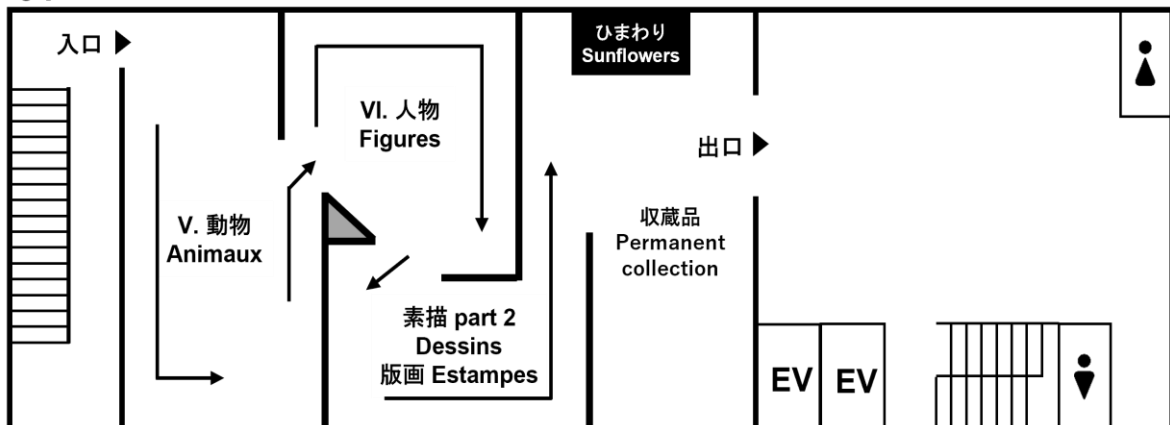 入口
V. 動物
Animaux
VI. 人物
Figures
素描 part 2
Dessins
版画 Estampes
ひまわり
Sunflowers
収蔵品
Permanent
collection
出口
EV
EV